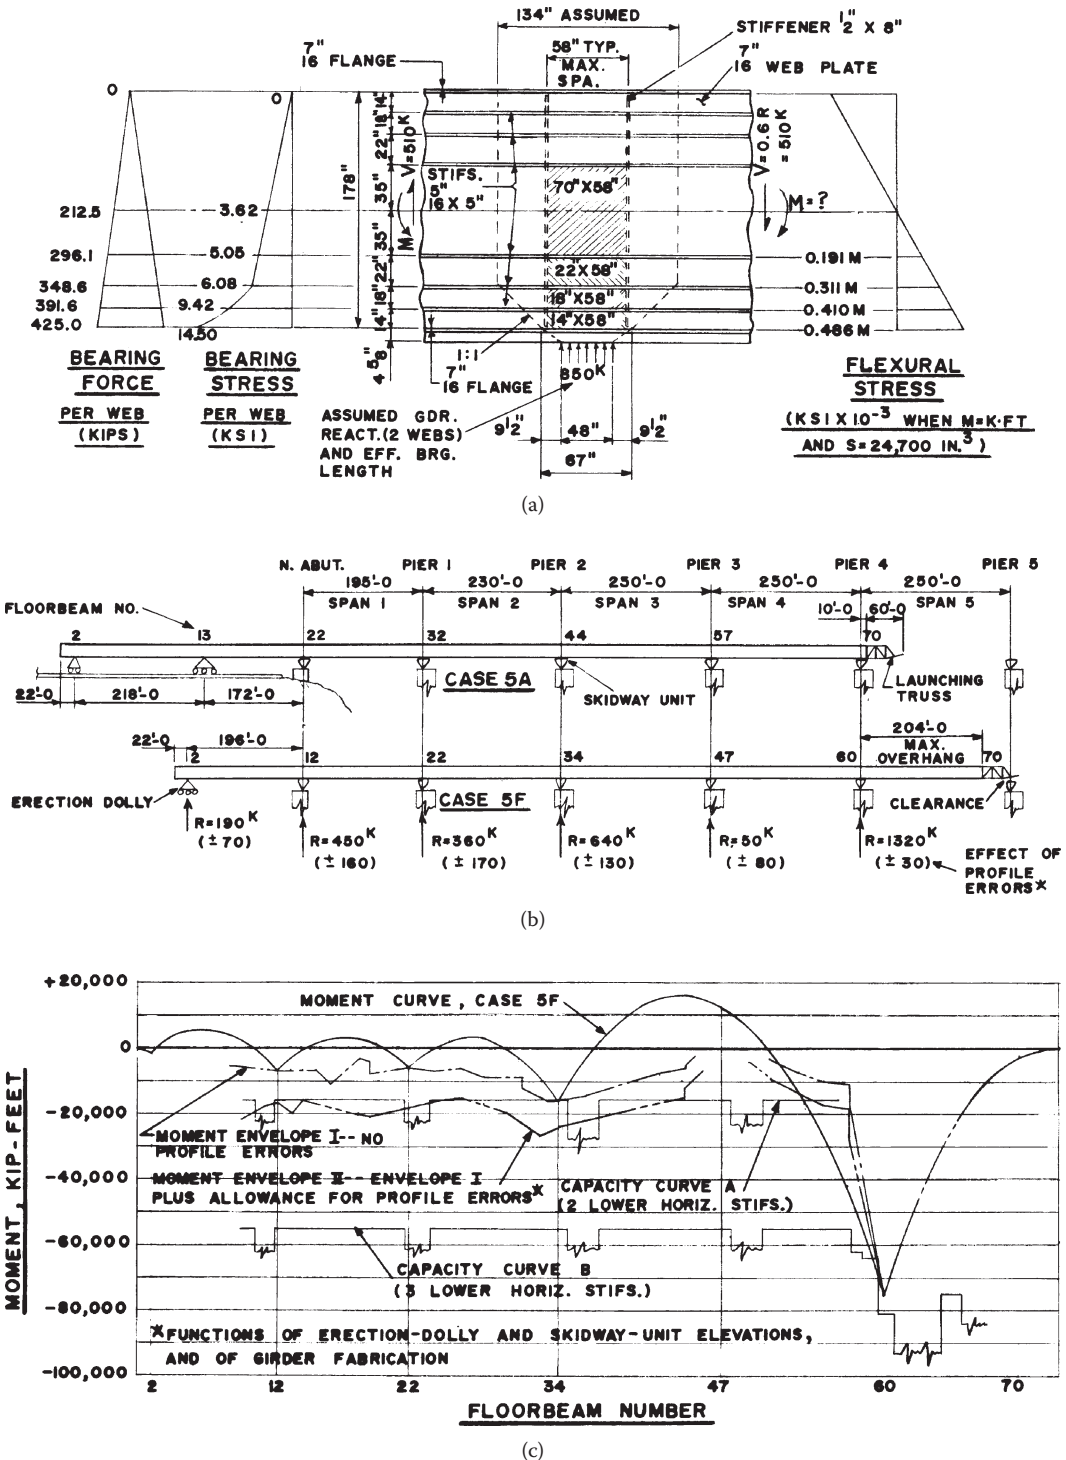 134" ASSUMED
STIFFENER 1/2" X 8"
7"
16 FLANGE
58" TYP.
MAX.
SPA.
7"
16 WEB PLATE
0
0
14"
18"
22"
35"
35"
22"
18"
14"
4 5/8"
178"
V=510K
M
STIFS.
5"
16 X 5"
70"X58"
22"X58"
18"X58"
14"X58"
V=0.6R
=510K
M=?
212.5
3.62
296.1
5.05
0.191M
348.6
6.08
0.311M
391.6
9.42
0.410M
425.0
14.50
0.486M
1:1
7"
16 FLANGE
850K
BEARING
FORCE
PER WEB
(KIPS)
BEARING
STRESS
PER WEB
(KSI)
ASSUMED GDR.
REACT.(2 WEBS)
AND EFF. BRG.
LENGTH
9 1/2"
48"
9 1/2"
67"
FLEXURAL
STRESS
(KSI X 10-3 WHEN M=K·FT
AND S=24,700 IN.3)
(a)
N. ABUT.
PIER 1
PIER 2
PIER 3
PIER 4
PIER 5
195'-0
230'-0
250'-0
250'-0
250'-0
SPAN 1
SPAN 2
SPAN 3
SPAN 4
SPAN 5
FLOORBEAM NO.
10'-0
60'-0
2
13
22
32
44
57
70
CASE 5A
SKIDWAY UNIT
LAUNCHING
TRUSS
22'-0
218'-0
172'-0
204'-0
MAX.
OVERHANG
22'-0
196'-0
2
12
22
34
47
60
70
ERECTION DOLLY
CASE 5F
CLEARANCE
R=190K
(±70)
R=450K
(±160)
R=360K
(±170)
R=640K
(±130)
R=50K
(±80)
R=1320K
(±30)
EFFECT OF
PROFILE
ERRORS*
(b)
MOMENT, KIP-FEET
+20,000
0
-20,000
-40,000
-60,000
-80,000
-100,000
MOMENT CURVE, CASE 5F
MOMENT ENVELOPE I--NO
PROFILE ERRORS
MOMENT ENVELOPE II--ENVELOPE I
PLUS ALLOWANCE FOR PROFILE ERRORS*
CAPACITY CURVE A
(2 LOWER HORIZ. STIFS.)
CAPACITY CURVE B
(3 LOWER HORIZ. STIFS.)
*FUNCTIONS OF ERECTION-DOLLY AND SKIDWAY-UNIT ELEVATIONS,
AND OF GIRDER FABRICATION
2
12
22
34
47
60
70
FLOORBEAM NUMBER
(c)